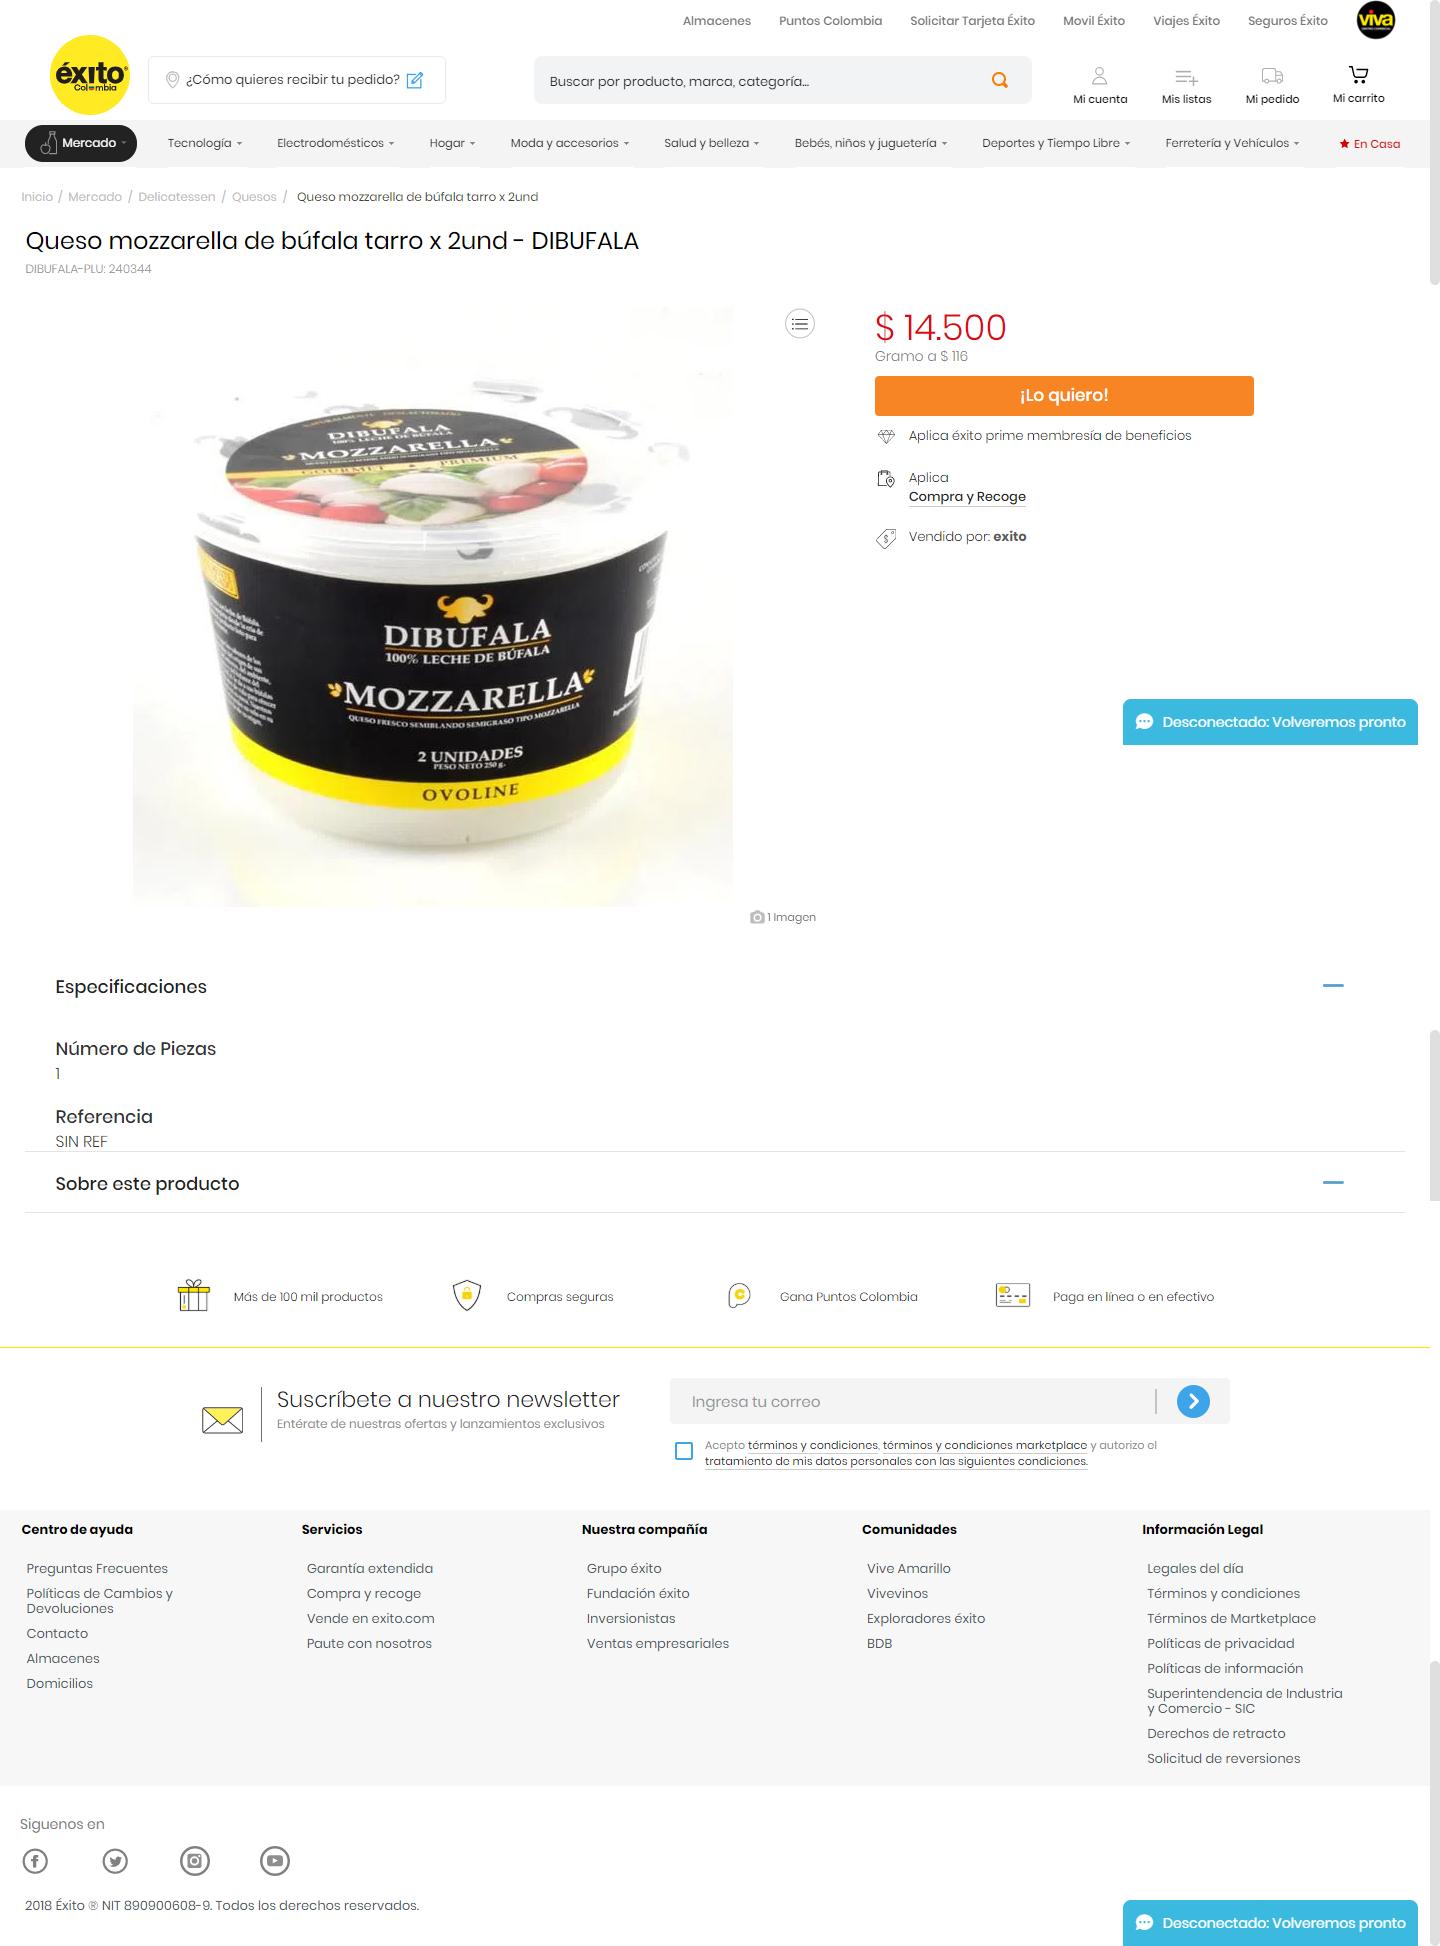 Almacenes Puntos Colombia Solicitar Tarjeta Éxito Movil Éxito Viajes Éxito Seguros Éxito viva
éxito
Colombia
¿Cómo quieres recibir tu pedido?
Buscar por producto, marca, categoría...
Mi cuenta Mis listas Mi pedido Mi carrito
Mercado Tecnología Electrodomésticos Hogar Moda y accesorios Salud y belleza Bebés, niños y juguetería Deportes y Tiempo Libre Ferretería y Vehículos En Casa
Inicio / Mercado / Delicatessen / Quesos / Queso mozzarella de búfala tarro x 2und
Queso mozzarella de búfala tarro x 2und - DIBUFALA
DIBUFALA-PLU: 240344
DIBUFALA
100% LECHE DE BÚFALA
MOZZARELLA
GOURMET PREMIUM
DIBUFALA
100% LECHE DE BÚFALA
MOZZARELLA
QUESO FRESCO SEMIBLANDO SEMIGRASO TIPO MOZZARELLA
2 UNIDADES
PESO NETO 250 g.
OVOLINE
1 Imagen
$ 14.500
Gramo a $ 116
¡Lo quiero!
Aplica éxito prime membresía de beneficios
Aplica
Compra y Recoge
Vendido por: exito
Desconectado: Volveremos pronto
Especificaciones
Número de Piezas
1
Referencia
SIN REF
Sobre este producto
Más de 100 mil productos
Compras seguras
Gana Puntos Colombia
Paga en línea o en efectivo
Suscríbete a nuestro newsletter
Entérate de nuestras ofertas y lanzamientos exclusivos
Ingresa tu correo
Acepto términos y condiciones, términos y condiciones marketplace y autorizo el
tratamiento de mis datos personales con las siguientes condiciones.
Centro de ayuda
Preguntas Frecuentes
Políticas de Cambios y
Devoluciones
Contacto
Almacenes
Domicilios
Servicios
Garantía extendida
Compra y recoge
Vende en exito.com
Paute con nosotros
Nuestra compañía
Grupo éxito
Fundación éxito
Inversionistas
Ventas empresariales
Comunidades
Vive Amarillo
Vivevinos
Exploradores éxito
BDB
Información Legal
Legales del día
Términos y condiciones
Términos de Martketplace
Políticas de privacidad
Políticas de información
Superintendencia de Industria
y Comercio - SIC
Derechos de retracto
Solicitud de reversiones
Siguenos en
2018 Éxito ® NIT 890900608-9. Todos los derechos reservados.
Desconectado: Volveremos pronto